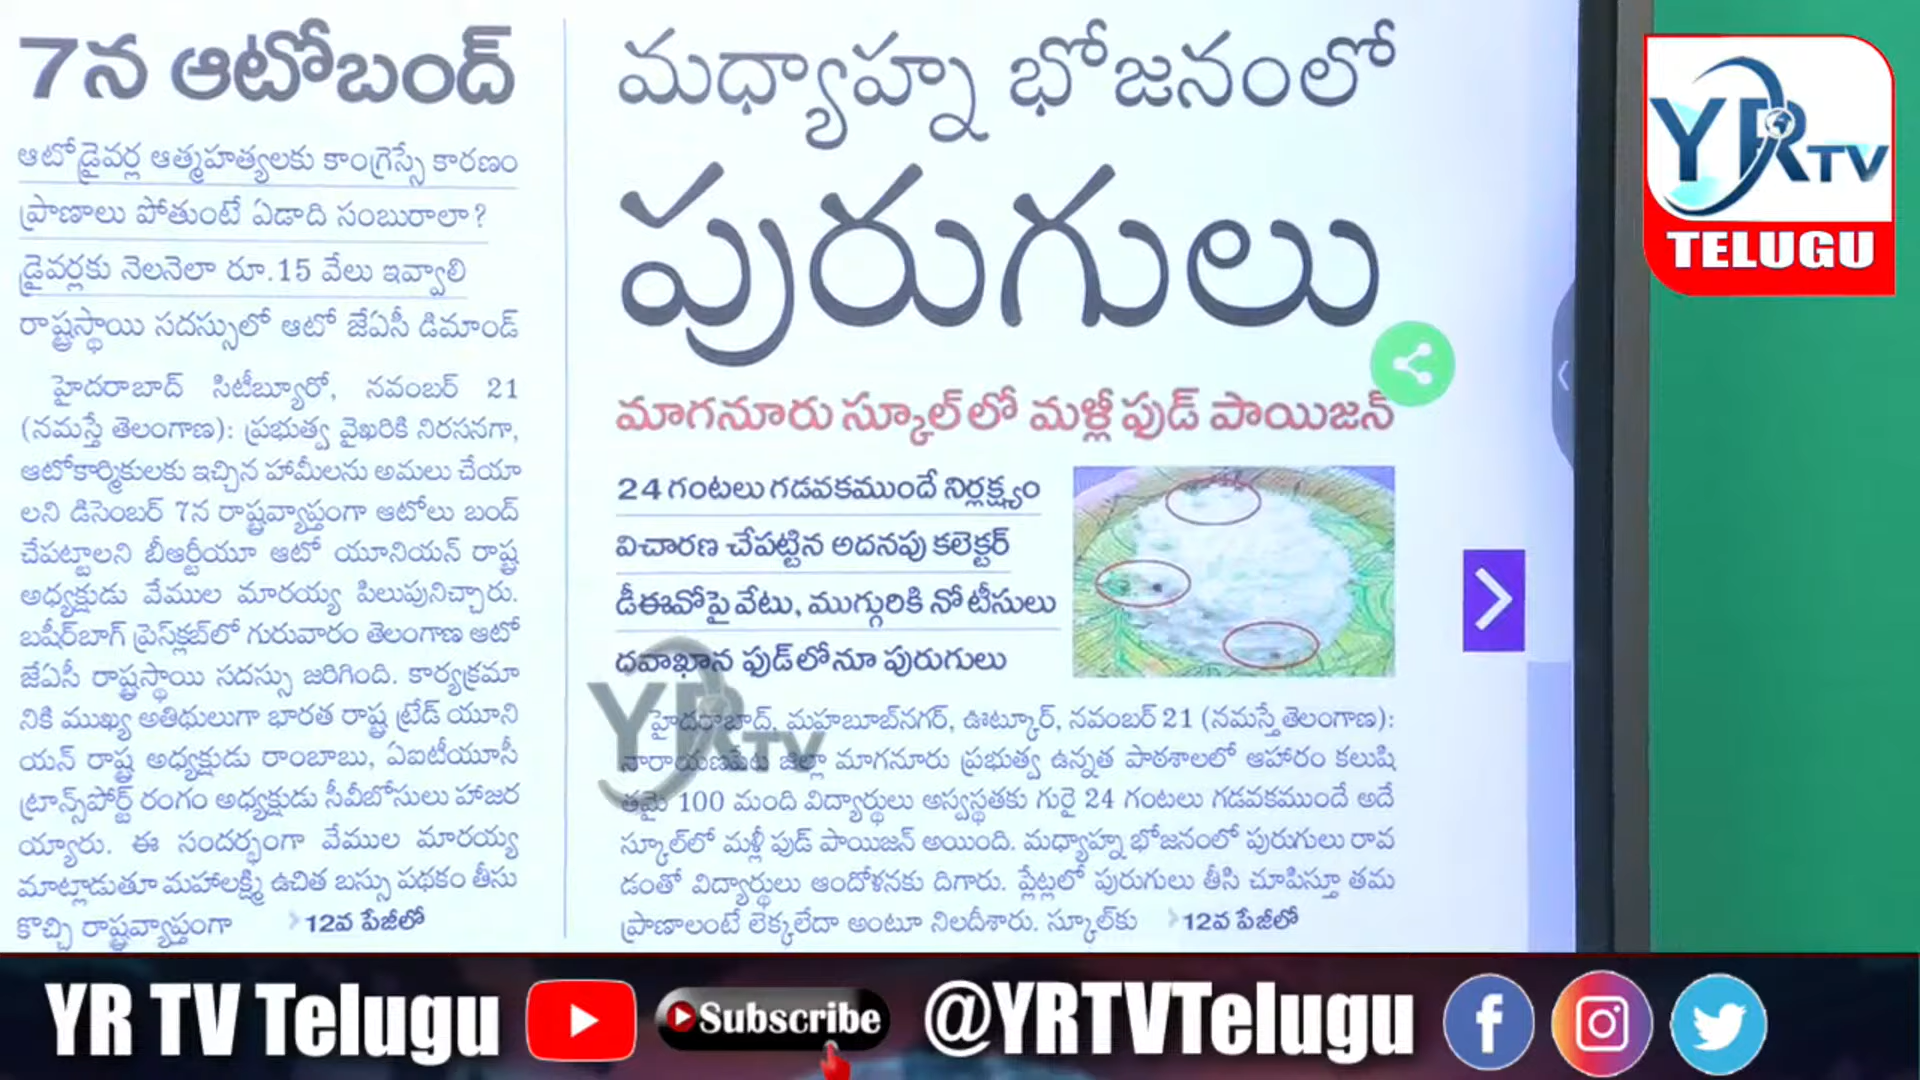 7న ఆటోబంద్
ఆటోడ్రైవర్ల ఆత్మహత్యలకు కాంగ్రెస్సే కారణం
ప్రాణాలు పోతుంటే ఏడాది సంబురాలా?
డ్రైవర్లకు నెలనెలా రూ.15 వేలు ఇవ్వాలి
రాష్ట్రస్థాయి సదస్సులో ఆటో జేఏసీ డిమాండ్
హైదరాబాద్ సిటీబ్యూరో, నవంబర్ 21
(నమస్తే తెలంగాణ): ప్రభుత్వ వైఖరికి నిరసనగా,
ఆటోకార్మికులకు ఇచ్చిన హామీలను అమలు చేయా
లని డిసెంబర్ 7న రాష్ట్రవ్యాప్తంగా ఆటోలు బంద్
చేపట్టాలని బీఆర్టీయూ ఆటో యూనియన్ రాష్ట్ర
అధ్యక్షుడు వేముల మారయ్య పిలుపునిచ్చారు.
బషీర్‌బాగ్ ప్రెస్‌క్లబ్‌లో గురువారం తెలంగాణ ఆటో
జేఏసీ రాష్ట్రస్థాయి సదస్సు జరిగింది. కార్యక్రమా
నికి ముఖ్య అతిథులుగా భారత రాష్ట్ర ట్రేడ్ యూని
యన్ రాష్ట్ర అధ్యక్షుడు రాంబాబు, ఏఐటీయూసీ
ట్రాన్స్‌పోర్ట్ రంగం అధ్యక్షుడు సీవీబోసులు హాజర
య్యారు. ఈ సందర్భంగా వేముల మారయ్య
మాట్లాడుతూ మహాలక్ష్మి ఉచిత బస్సు పథకం తీసు
కొచ్చి రాష్ట్రవ్యాప్తంగా 12వ పేజీలో
మధ్యాహ్న భోజనంలో
పురుగులు
మాగనూరు స్కూల్‌లో మళ్లీ ఫుడ్ పాయిజన్
24 గంటలు గడవకముందే నిర్లక్ష్యం
విచారణ చేపట్టిన అదనపు కలెక్టర్
డీఈవోపై వేటు, ముగ్గురికి నోటీసులు
దవాఖాన ఫుడ్‌లోనూ పురుగులు
హైదరాబాద్, మహబూబ్‌నగర్, ఊట్కూర్, నవంబర్ 21 (నమస్తే తెలంగాణ):
నారాయణపేట జిల్లా మాగనూరు ప్రభుత్వ ఉన్నత పాఠశాలలో ఆహారం కలుషి
తమై 100 మంది విద్యార్థులు అస్వస్థతకు గురై 24 గంటలు గడవకముందే అదే
స్కూల్‌లో మళ్లీ ఫుడ్ పాయిజన్ అయింది. మధ్యాహ్న భోజనంలో పురుగులు రావ
డంతో విద్యార్థులు ఆందోళనకు దిగారు. ప్లేట్లలో పురుగులు తీసి చూపిస్తూ తమ
ప్రాణాలంటే లెక్కలేదా అంటూ నిలదీశారు. స్కూల్‌కు 12వ పేజీలో
YR TV
TELUGU
YR TV
YR TV Telugu Subscribe @YRTVTelugu